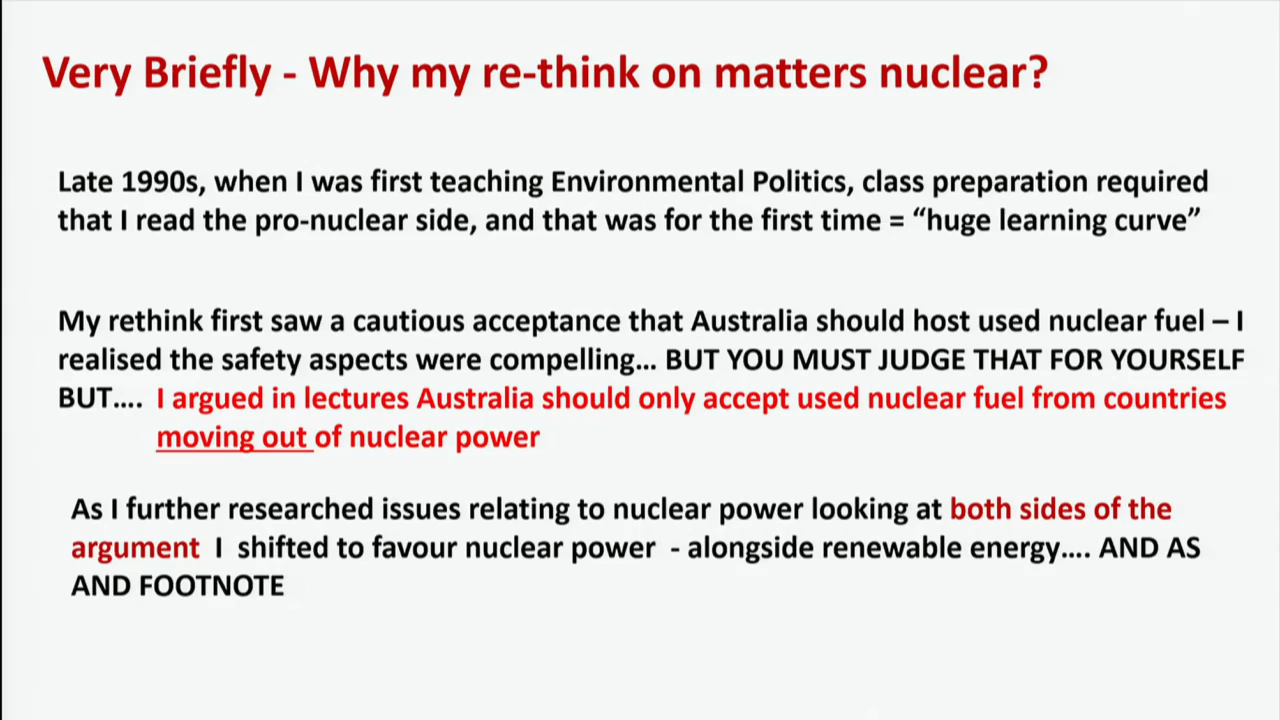 Very Briefly - Why my re-think on matters nuclear?
Late 1990s, when I was first teaching Environmental Politics, class preparation required
that I read the pro-nuclear side, and that was for the first time = “huge learning curve”
My rethink first saw a cautious acceptance that Australia should host used nuclear fuel – I
realised the safety aspects were compelling... BUT YOU MUST JUDGE THAT FOR YOURSELF
BUT.... I argued in lectures Australia should only accept used nuclear fuel from countries
moving out of nuclear power
As I further researched issues relating to nuclear power looking at both sides of the
argument I shifted to favour nuclear power - alongside renewable energy.... AND AS
AND FOOTNOTE